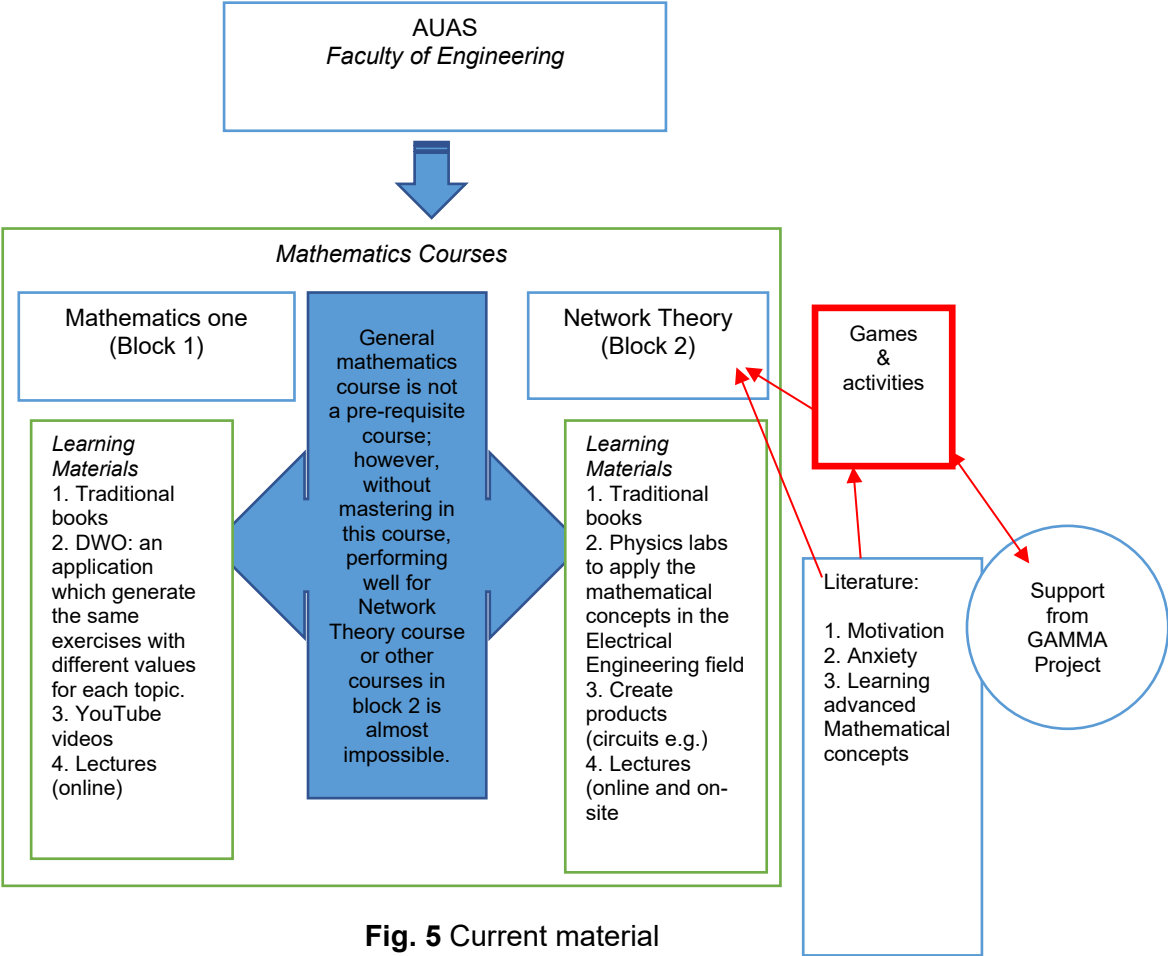 AUAS
Faculty of Engineering
Mathematics Courses
Mathematics one
(Block 1)
General
mathematics
course is not
a pre-requisite
course;
however,
without
mastering in
this course,
performing
well for
Network
Theory course
or other
courses in
block 2 is
almost
impossible.
Network Theory
(Block 2)
Games
&
activities
Learning
Materials
1. Traditional
books
2. DWO: an
application
which generate
the same
exercises with
different values
for each topic.
3. YouTube
videos
4. Lectures
(online)
Learning
Materials
1. Traditional
books
2. Physics labs
to apply the
mathematical
concepts in the
Electrical
Engineering field
3. Create
products
(circuits e.g.)
4. Lectures
(online and on-
site
Literature:
1. Motivation
2. Anxiety
3. Learning
advanced
Mathematical
concepts
Support
from
GAMMA
Project
Fig. 5 Current material